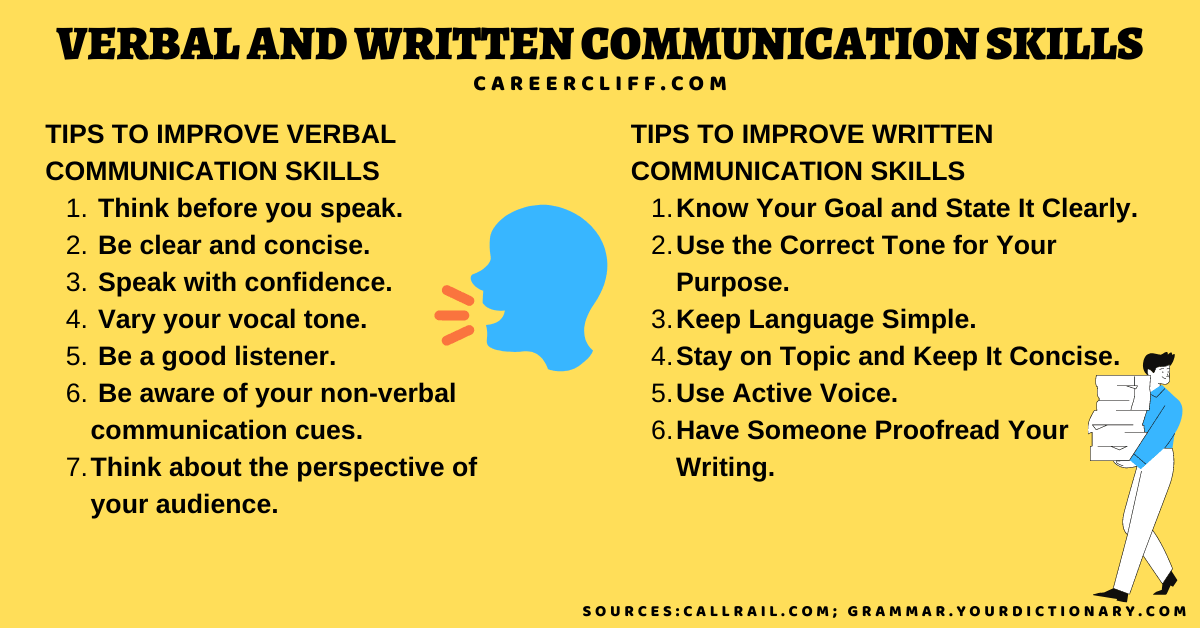 VERBAL AND WRITTEN COMMUNICATION SKILLS
CAREERCLIFF.COM
TIPS TO IMPROVE VERBAL
COMMUNICATION SKILLS
1. Think before you speak.
2. Be clear and concise.
3. Speak with confidence.
4. Vary your vocal tone.
5. Be a good listener.
6. Be aware of your non-verbal
communication cues.
7. Think about the perspective of
your audience.
TIPS TO IMPROVE WRITTEN
COMMUNICATION SKILLS
1. Know Your Goal and State It Clearly.
2. Use the Correct Tone for Your
Purpose.
3. Keep Language Simple.
4. Stay on Topic and Keep It Concise.
5. Use Active Voice.
6. Have Someone Proofread Your
Writing.
SOURCES:CALLRAIL.COM; GRAMMAR.YOURDICTIONARY.COM